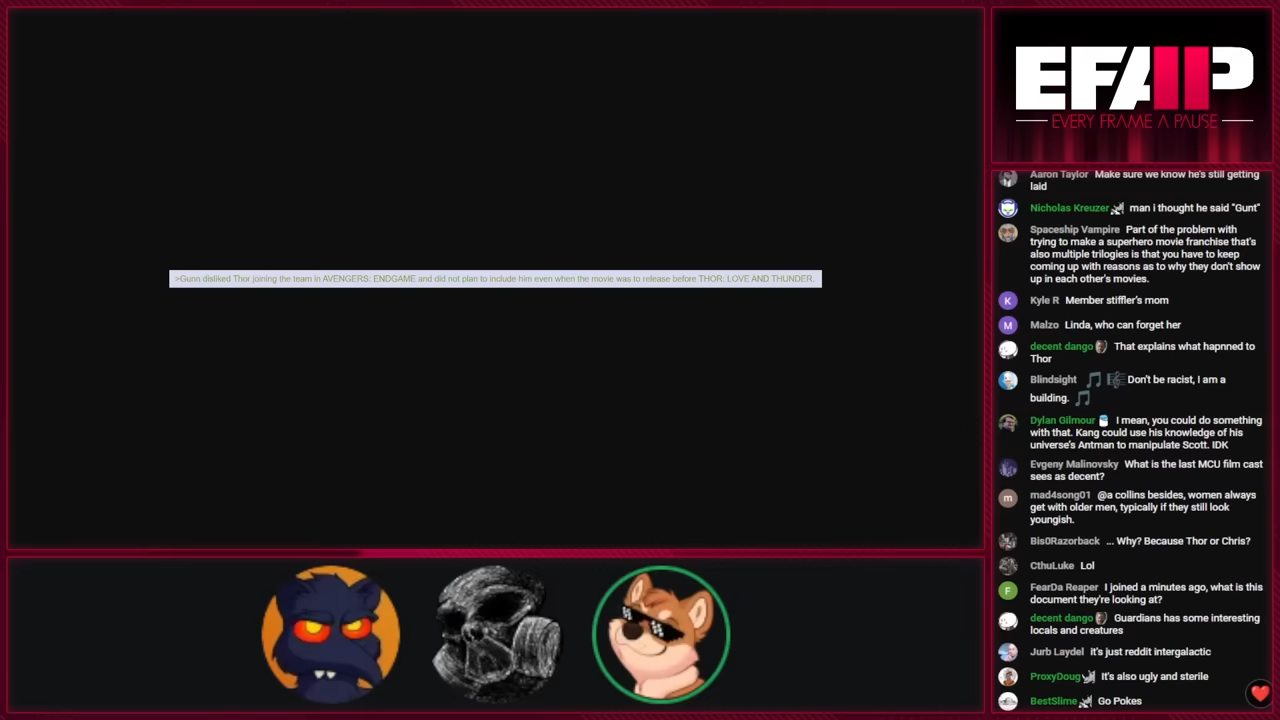 EFAP
EVERY FRAME A PAUSE
>Gunn disliked Thor joining the team in AVENGERS: ENDGAME and did not plan to include him even when the movie was to release before THOR: LOVE AND THUNDER.
Aaron Taylor Make sure we know he's still getting
laid
Nicholas Kreuzer man i thought he said "Gunt"
Spaceship Vampire Part of the problem with
trying to make a superhero movie franchise that's
also multiple trilogies is that you have to keep
coming up with reasons as to why they don't show
up in each other's movies.
K Kyle R Member stiffler's mom
M Malzo Linda, who can forget her
decent dango That explains what hapnned to
Thor
Blindsight 🎵 🎼 Don't be racist, I am a
building. 🎵
Dylan Gilmour I mean, you could do something
with that. Kang could use his knowledge of his
universe's Antman to manipulate Scott. IDK
Evgeny Malinovsky What is the last MCU film cast
sees as decent?
m mad4song01 @a collins besides, women always
get with older men, typically if they still look
youngish.
Bis0Razorback ... Why? Because Thor or Chris?
CthuLuke Lol
F FearDa Reaper I joined a minutes ago, what is this
document they're looking at?
decent dango Guardians has some interesting
locals and creatures
Jurb Laydel it's just reddit intergalactic
ProxyDoug It's also ugly and sterile
BestSlime Go Pokes